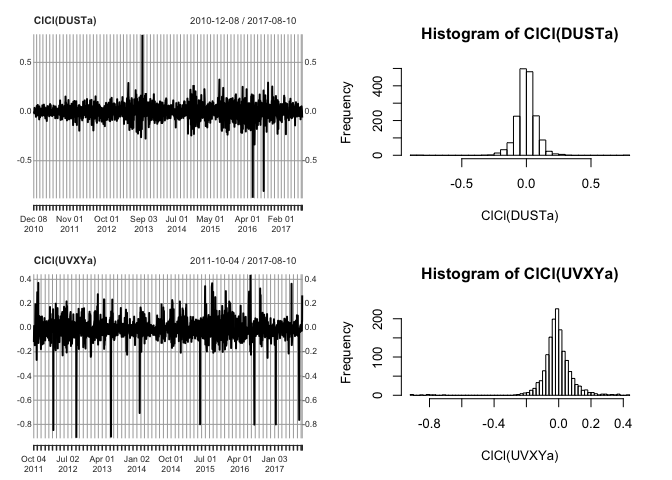 ClCl(DUSTa)
2010-12-08 / 2017-08-10
0.5
0.0
-0.5
0.5
0.0
-0.5
Dec 08 2010
Nov 01 2011
Oct 01 2012
Sep 03 2013
Jul 01 2014
May 01 2015
Apr 01 2016
Feb 01 2017
Histogram of ClCl(DUSTa)
Frequency
0
200
400
-0.5
0.0
0.5
ClCl(DUSTa)
ClCl(UVXYa)
2011-10-04 / 2017-08-10
0.4
0.2
0.0
-0.2
-0.4
-0.6
-0.8
0.4
0.2
0.0
-0.2
-0.4
-0.6
-0.8
Oct 04 2011
Jul 02 2012
Apr 01 2013
Jan 02 2014
Oct 01 2014
Jul 01 2015
Apr 01 2016
Jan 03 2017
Histogram of ClCl(UVXYa)
Frequency
0
100
200
-0.8
-0.4
0.0
0.2
0.4
ClCl(UVXYa)